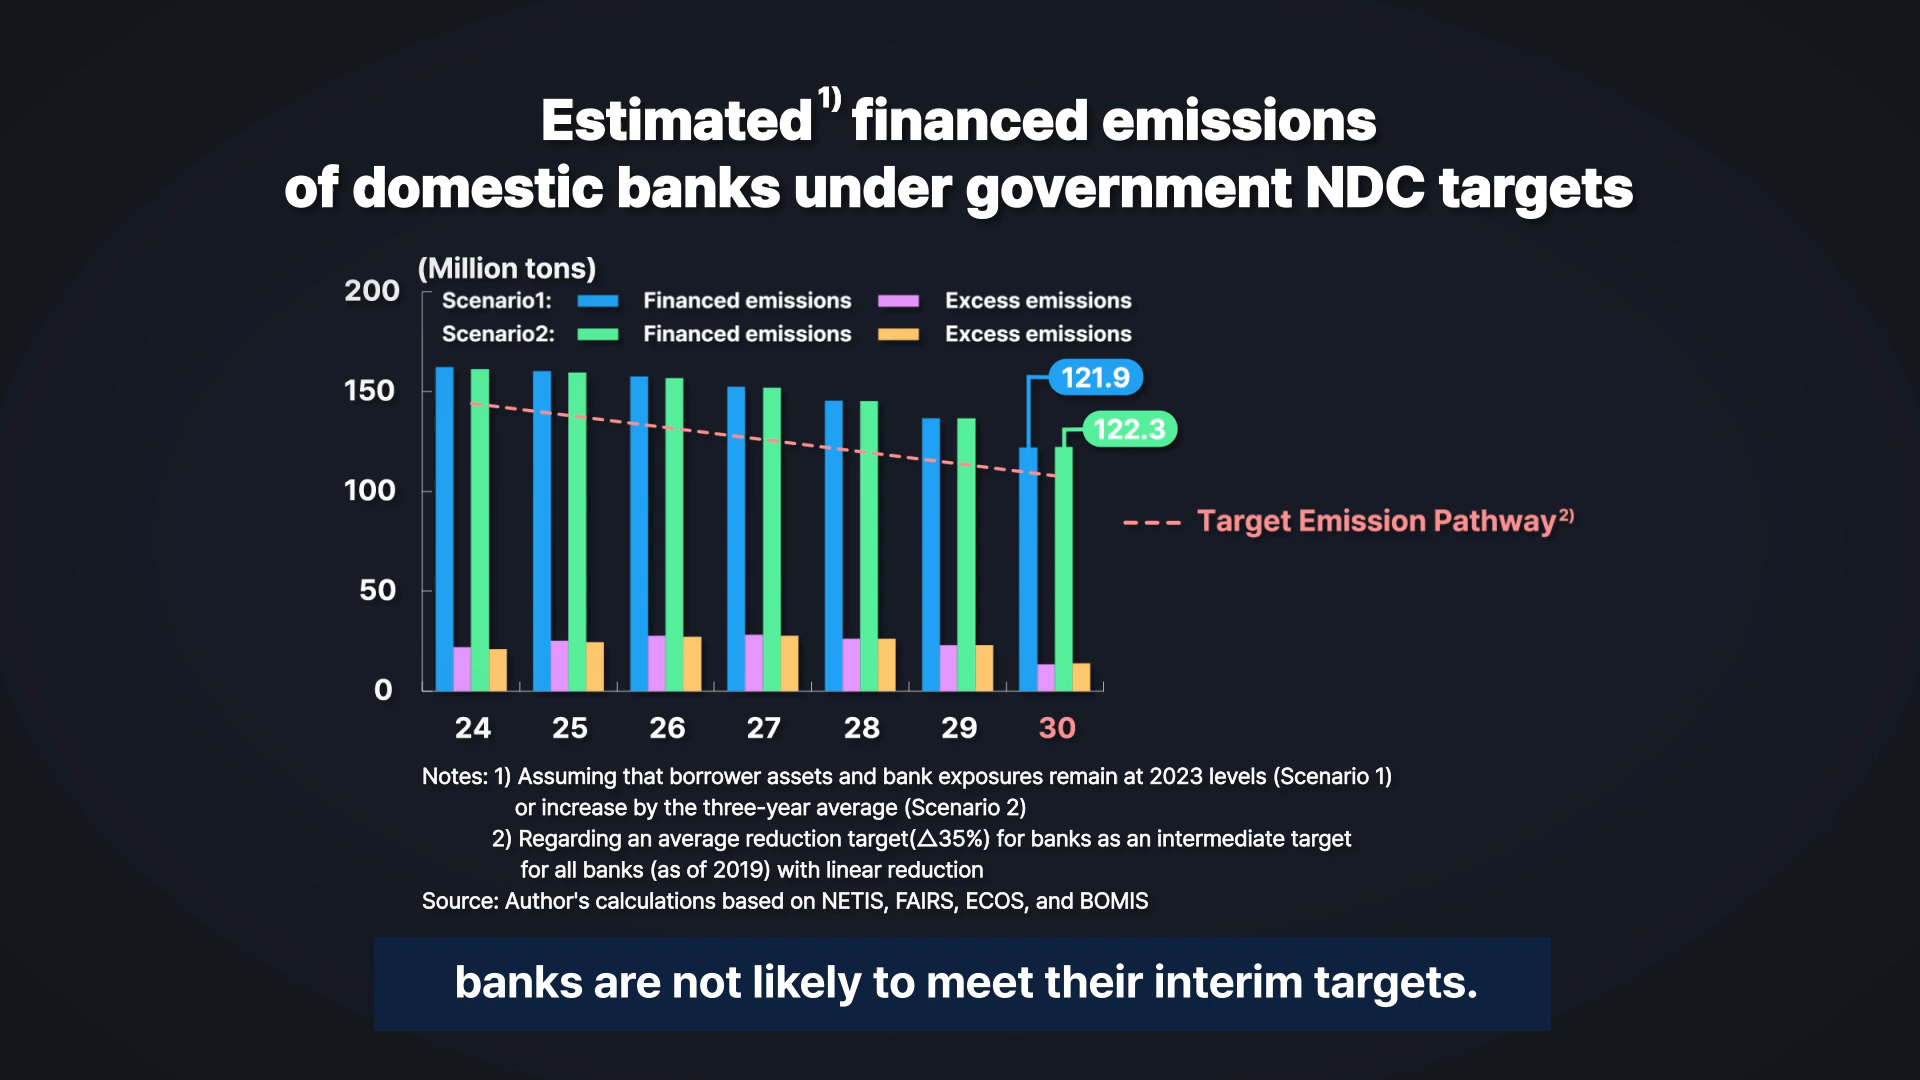 Estimated1) financed emissions
of domestic banks under government NDC targets
(Million tons)
200
Scenario1: Financed emissions Excess emissions
Scenario2: Financed emissions Excess emissions
121.9
150
122.3
100
Target Emission Pathway2)
50
0
24 25 26 27 28 29 30
Notes: 1) Assuming that borrower assets and bank exposures remain at 2023 levels (Scenario 1)
or increase by the three-year average (Scenario 2)
2) Regarding an average reduction target(△35%) for banks as an intermediate target
for all banks (as of 2019) with linear reduction
Source: Author's calculations based on NETIS, FAIRS, ECOS, and BOMIS
banks are not likely to meet their interim targets.